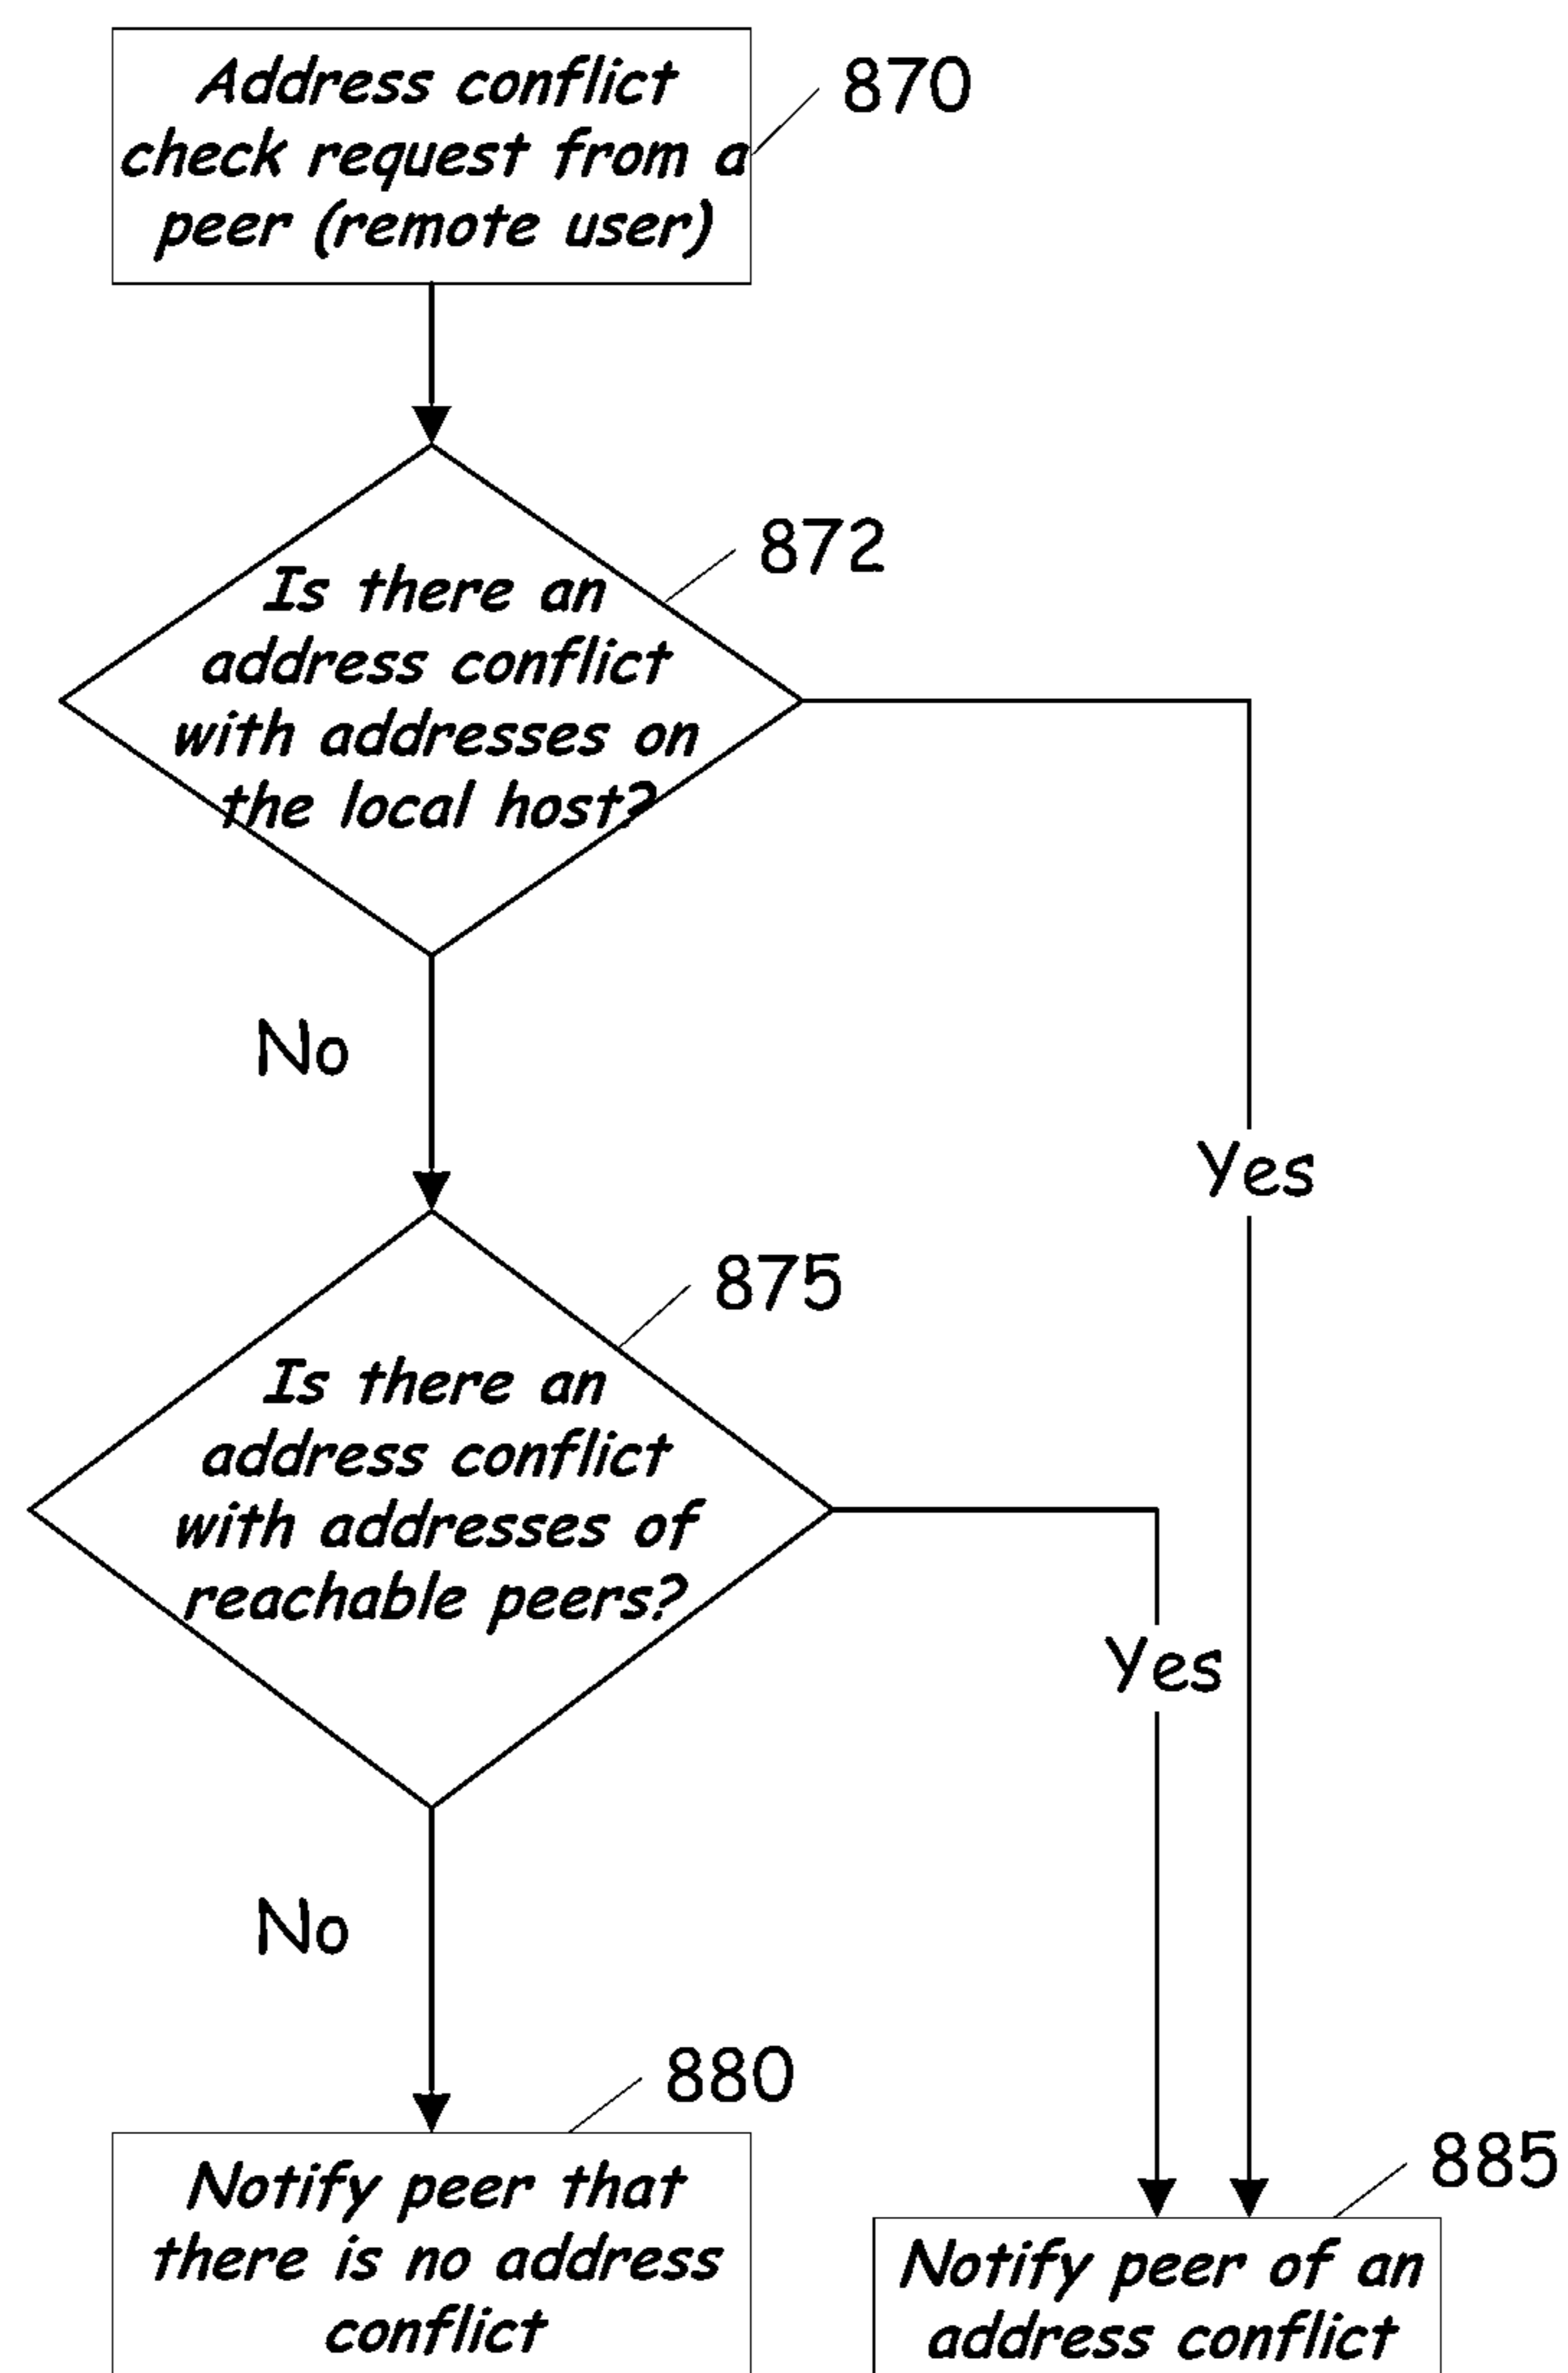 Address conflict
check request from a
peer (remote user)
870
872
Is there an
address conflict
with addresses on
the local host?
No
Yes
875
Is there an
address conflict
with addresses of
reachable peers?
Yes
No
880
885
Notify peer that
there is no address
conflict
Notify peer of an
address conflict